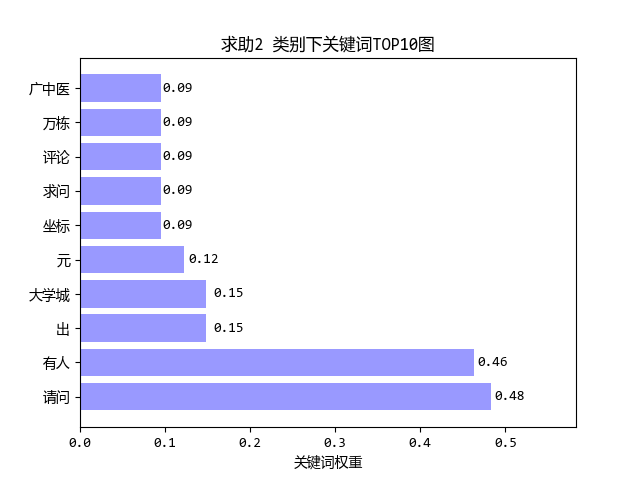 求助2 类别下关键词TOP10图
广中医 0.09
万栋 0.09
评论 0.09
求问 0.09
坐标 0.09
元 0.12
大学城 0.15
出 0.15
有人 0.46
请问 0.48
0.0 0.1 0.2 0.3 0.4 0.5
关键词权重